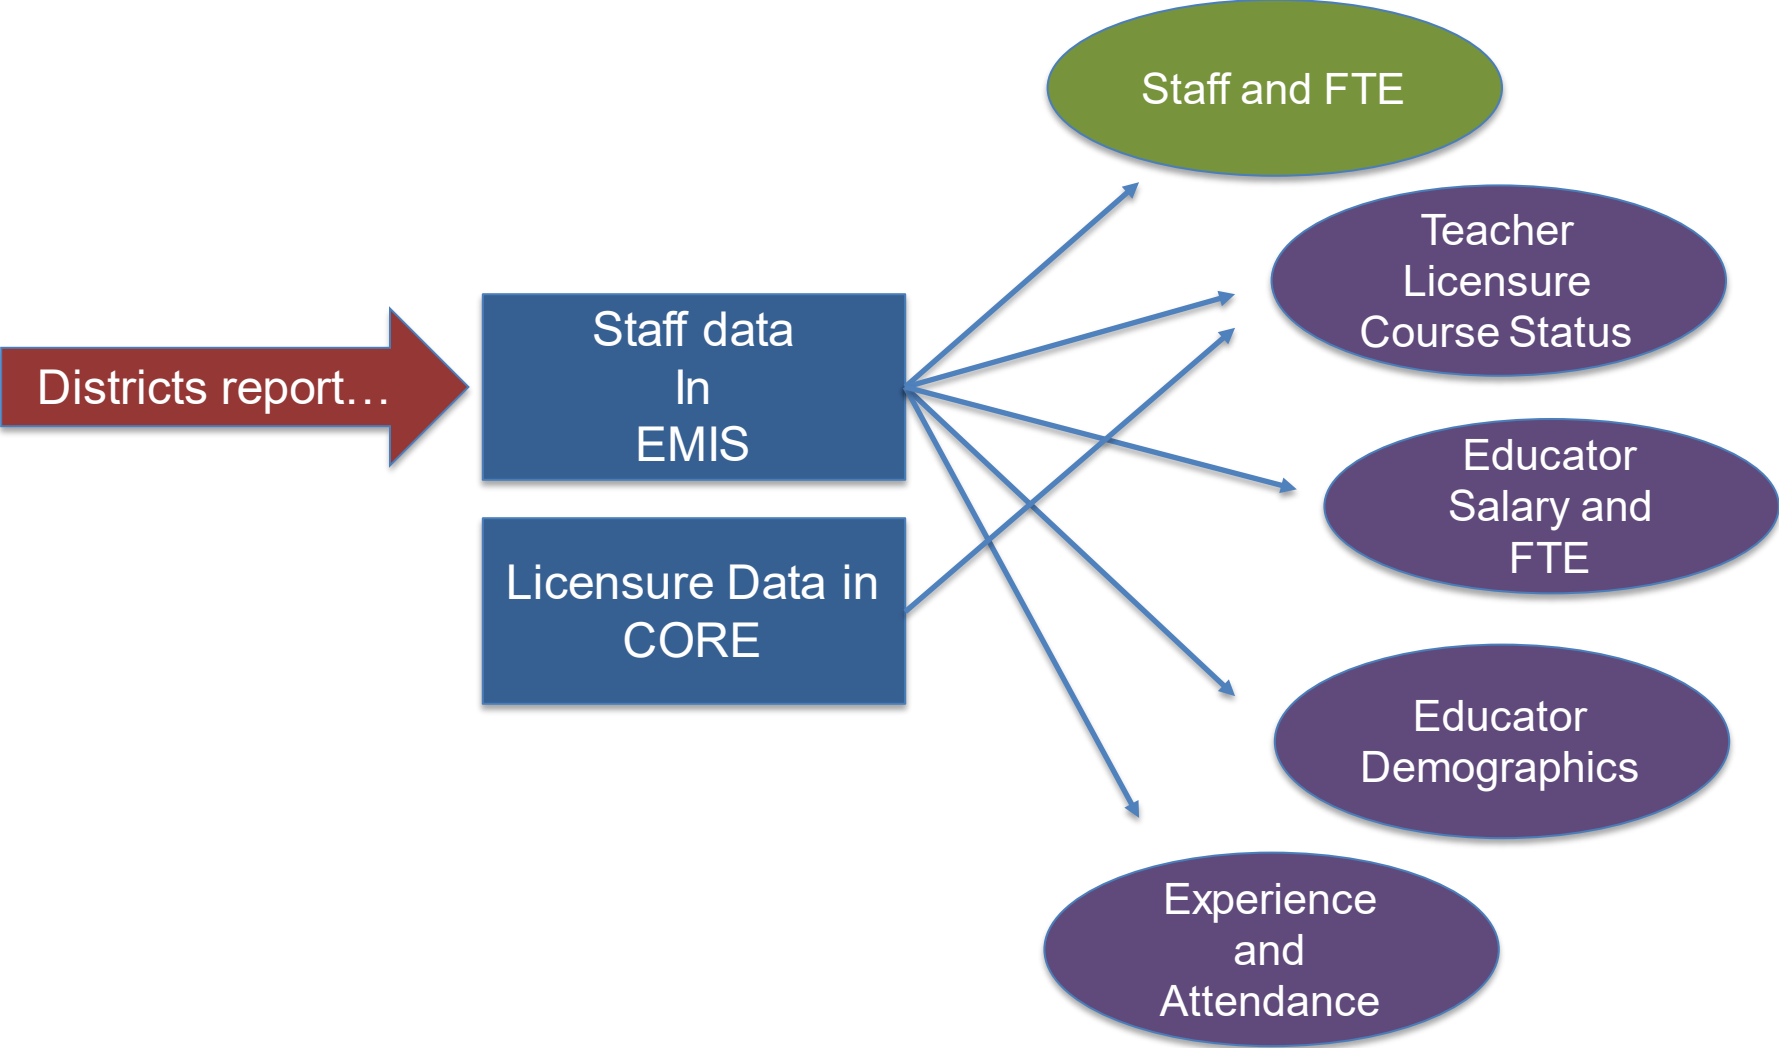 Staff and FTE
Teacher
Licensure
Course Status
Districts report…
Staff data
In
EMIS
Educator
Salary and
FTE
Licensure Data in
CORE
Educator
Demographics
Experience
and
Attendance